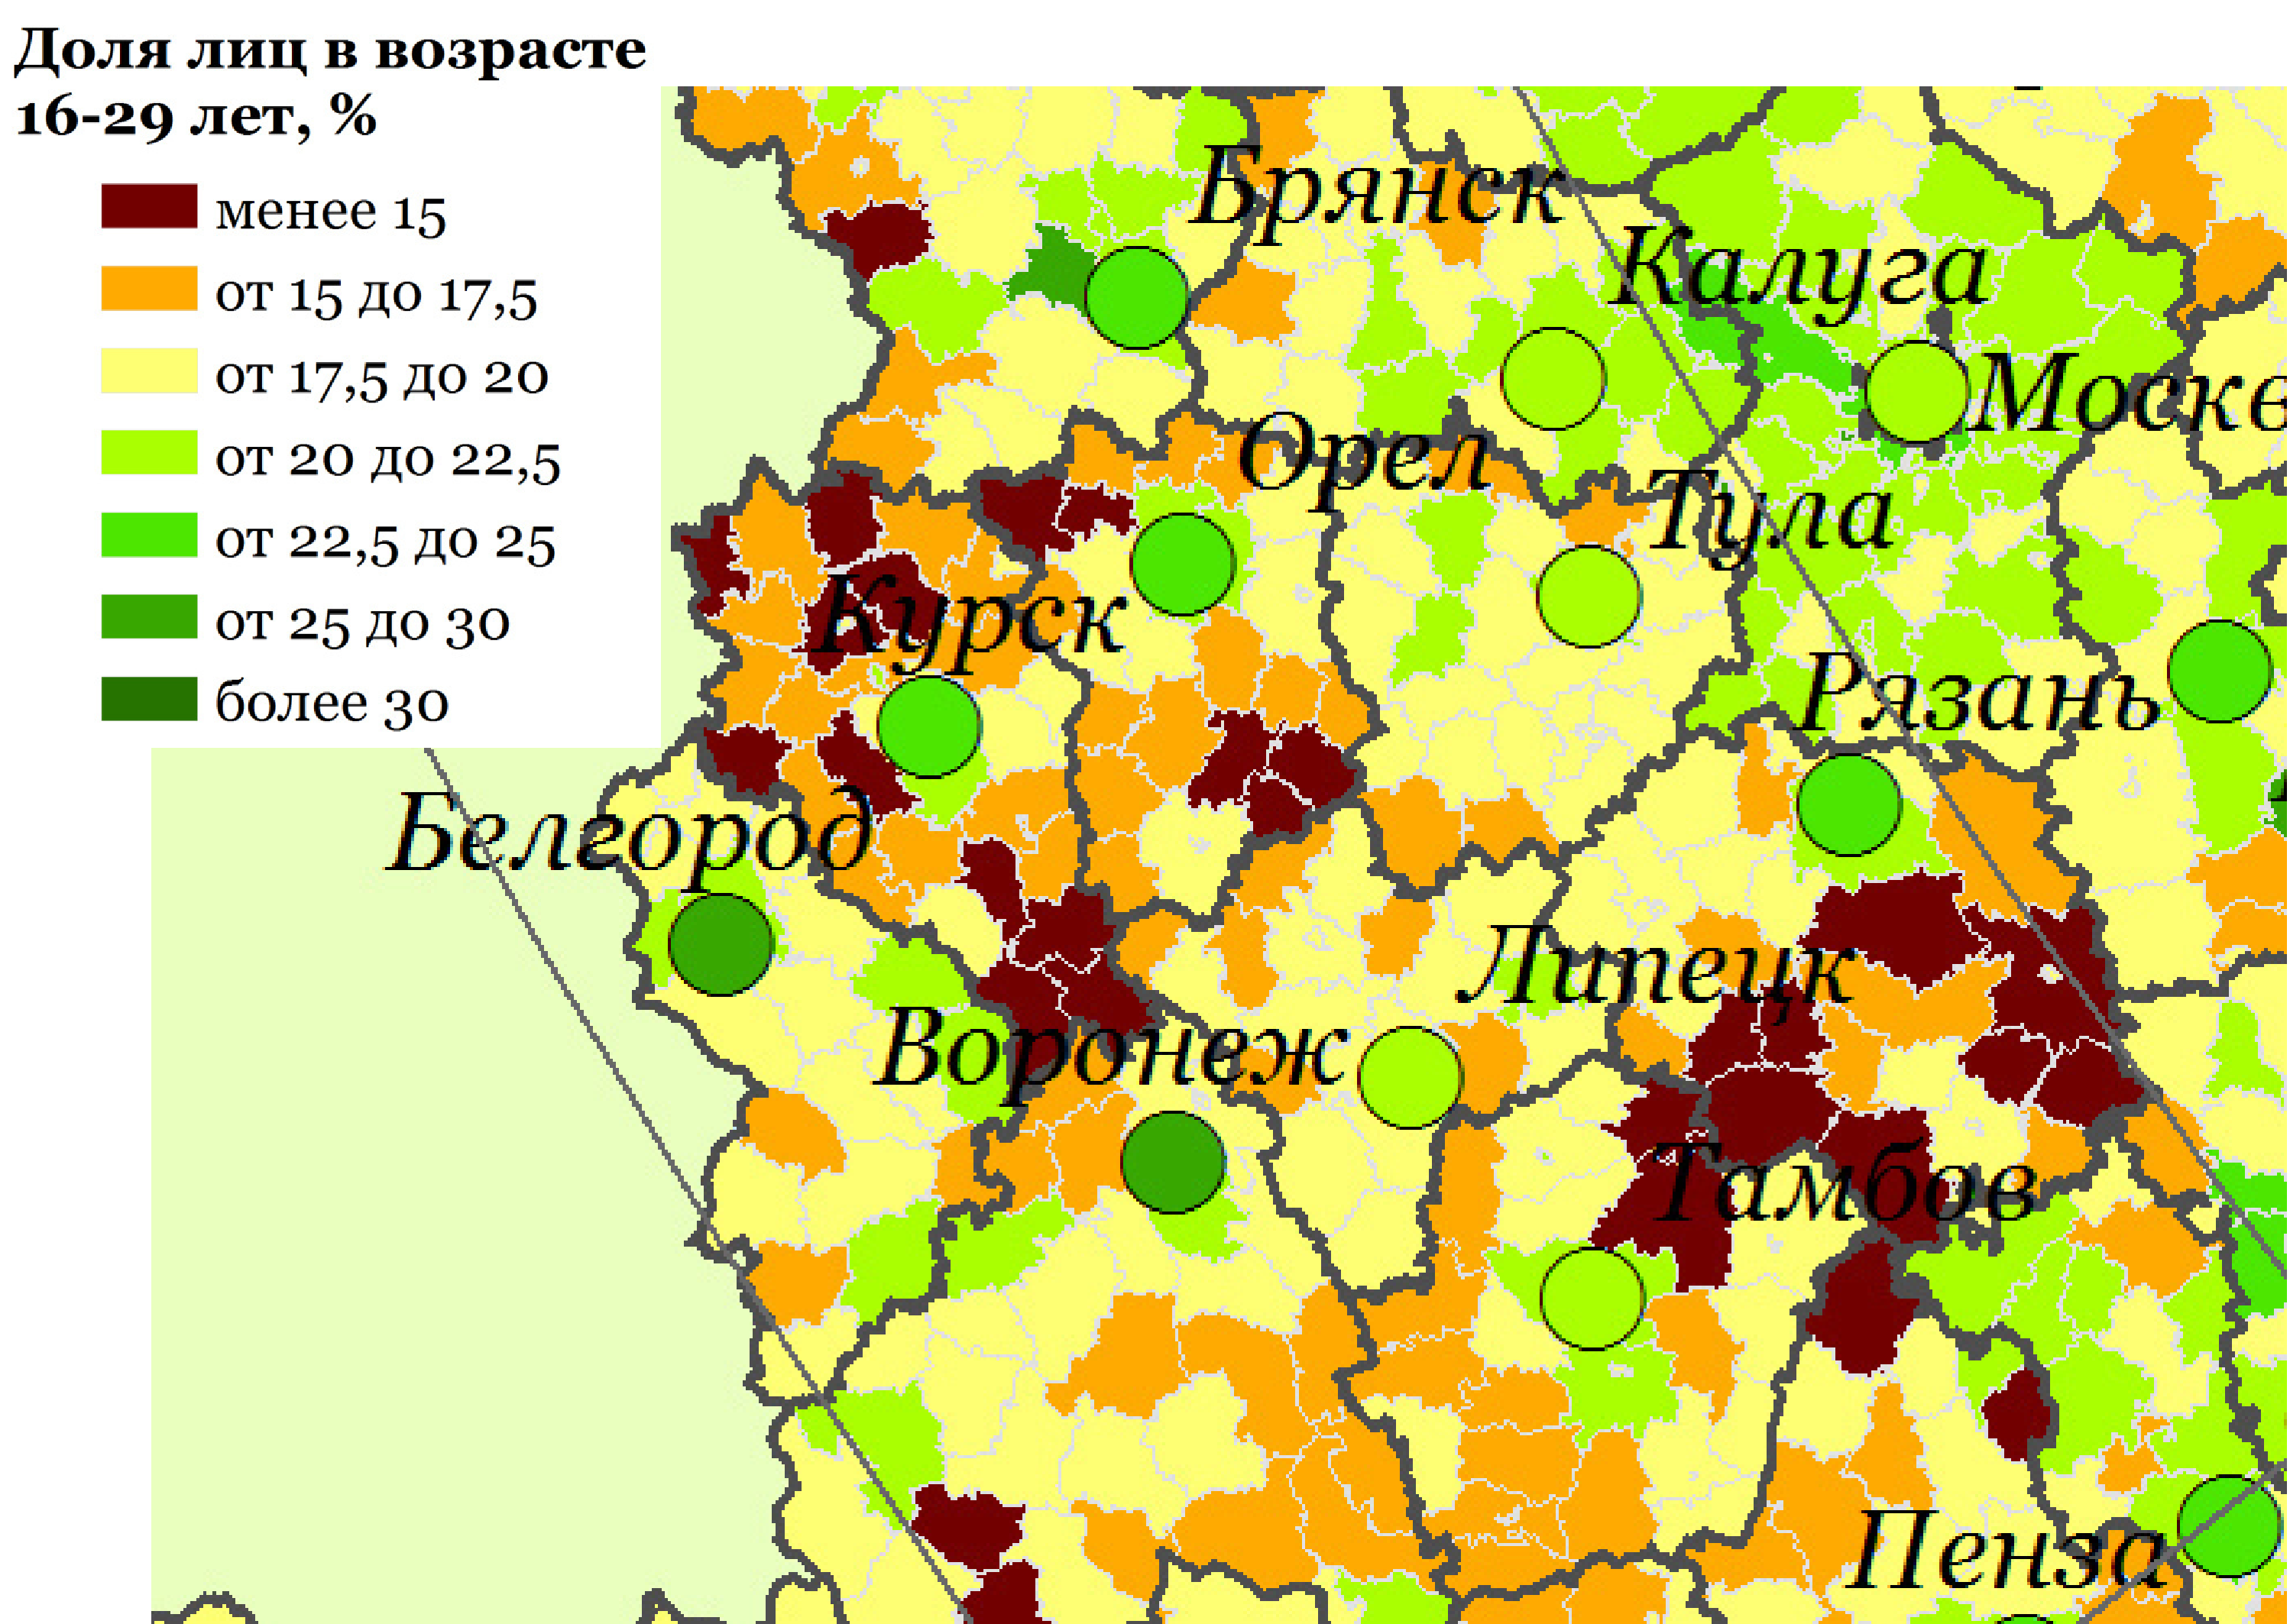 Доля лиц в возрасте
16-29 лет, %
менее 15
от 15 до 17,5
от 17,5 до 20
от 20 до 22,5
от 22,5 до 25
от 25 до 30
более 30
Брянск
Калуга
Москв
Орел
Тула
Курск
Рязань
Белгород
Липецк
Воронеж
Тамбов
Пенза